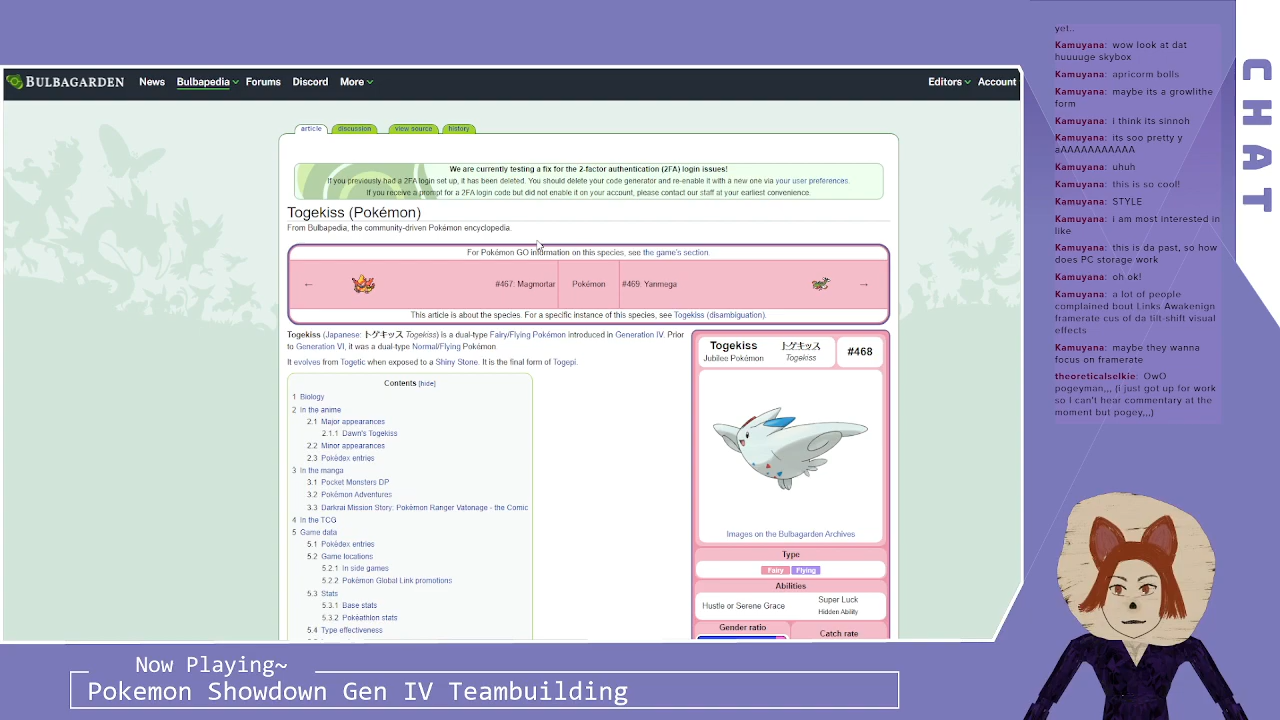 BULBAGARDEN News Bulbapedia Forums Discord More Editors Account
article discussion view source history
We are currently testing a fix for the 2-factor authentication (2FA) login issues!
If you previously had a 2FA login set up, it has been deleted. You should delete your code generator and re-enable it with a new one via your user preferences.
If you receive a prompt for a 2FA login code but did not enable it on your account, please contact our staff at your earliest convenience.
Togekiss (Pokémon)
From Bulbapedia, the community-driven Pokémon encyclopedia.
For Pokémon GO information on this species, see the game's section.
← #467: Magmortar Pokémon #469: Yanmega →
This article is about the species. For a specific instance of this species, see Togekiss (disambiguation).
Togekiss (Japanese: トゲキッス Togekiss) is a dual-type Fairy/Flying Pokémon introduced in Generation IV. Prior
to Generation VI, it was a dual-type Normal/Flying Pokémon.
It evolves from Togetic when exposed to a Shiny Stone. It is the final form of Togepi.
Contents [hide]
1 Biology
2 In the anime
2.1 Major appearances
2.1.1 Dawn's Togekiss
2.2 Minor appearances
2.3 Pokédex entries
3 In the manga
3.1 Pocket Monsters DP
3.2 Pokémon Adventures
3.3 Darkrai Mission Story: Pokémon Ranger Vatonage - the Comic
4 In the TCG
5 Game data
5.1 Pokédex entries
5.2 Game locations
5.2.1 In side games
5.2.2 Pokémon Global Link promotions
5.3 Stats
5.3.1 Base stats
5.3.2 Pokéathlon stats
5.4 Type effectiveness
Togekiss
Jubilee Pokémon
トゲキッス
Togekiss
#468
Images on the Bulbagarden Archives
Type
Fairy Flying
Abilities
Hustle or Serene Grace
Super Luck
Hidden Ability
Gender ratio
Catch rate
yet..
Kamuyana: wow look at dat
huuuuge skybox
Kamuyana: apricorm bolls
Kamuyana: maybe its a growlithe
form
Kamuyana: i think its sinnoh
Kamuyana: its soo pretty y
aAAAAAAAAAAA
Kamuyana: uhuh
Kamuyana: this is so cool!
Kamuyana: STYLE
Kamuyana: i am most interested in
like
Kamuyana: this is da past, so how
does PC storage work
Kamuyana: oh ok!
Kamuyana: a lot of people
complained bout Links Awakenign
framerate cus of da tilt-shift visual
effects
Kamuyana: maybe they wanna
focus on framerate
theoreticalselkie: OwO
pogeyman,,, (i just got up for work
so I can't hear commentary at the
moment but pogey,,,)
CHAT
Now Playing~
Pokemon Showdown Gen IV Teambuilding